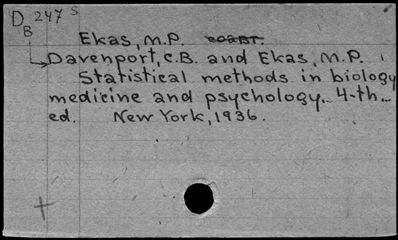 D 247 S
B
Ekas, M.P.
Davenport, C.B. and Ekas, M.P.
Statistical methods in biology
medicine and psychology.. 4-th...
ed. New York, 1936.